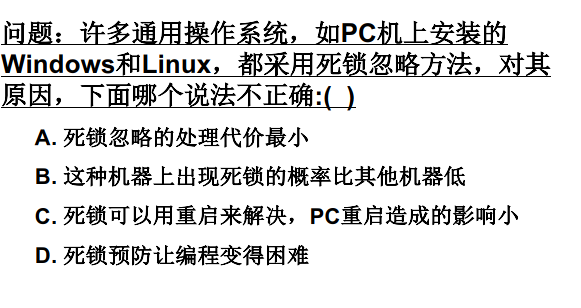 问题：许多通用操作系统，如PC机上安装的
Windows和Linux，都采用死锁忽略方法，对其
原因，下面哪个说法不正确:( )
A. 死锁忽略的处理代价最小
B. 这种机器上出现死锁的概率比其他机器低
C. 死锁可以用重启来解决，PC重启造成的影响小
D. 死锁预防让编程变得困难